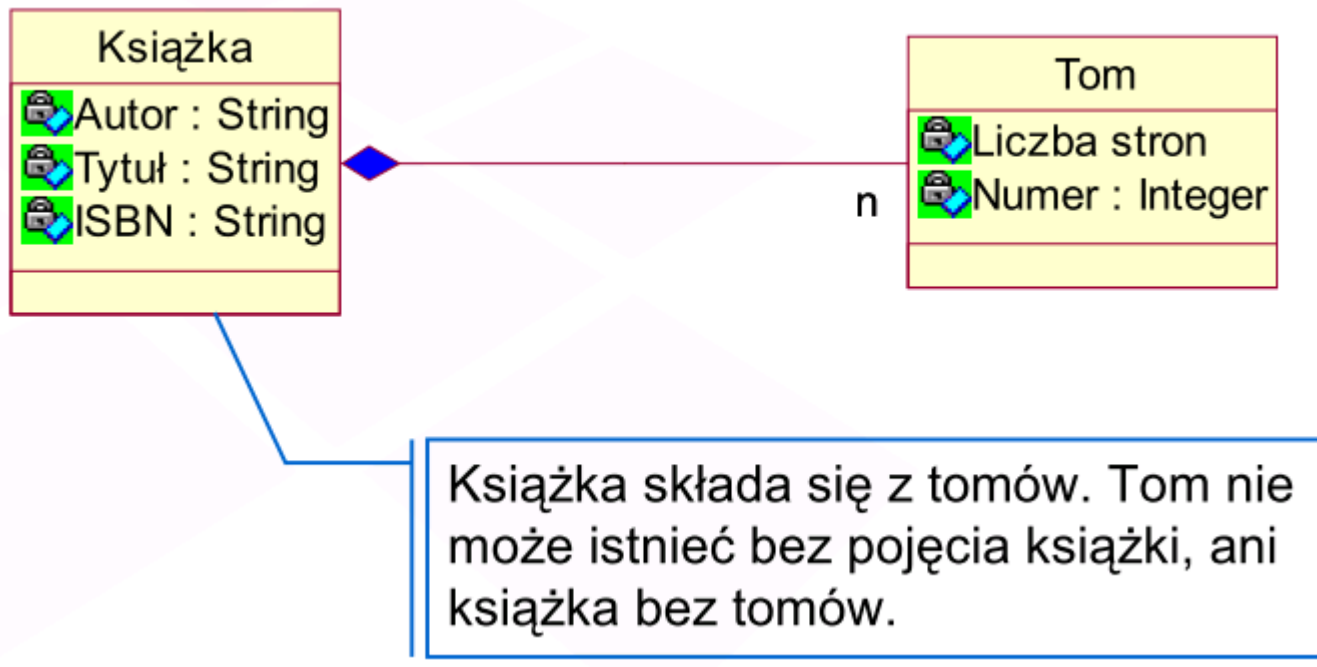 Książka
Autor : String
Tytuł : String
ISBN : String
Tom
Liczba stron
Numer : Integer
n
Książka składa się z tomów. Tom nie
może istnieć bez pojęcia książki, ani
książka bez tomów.